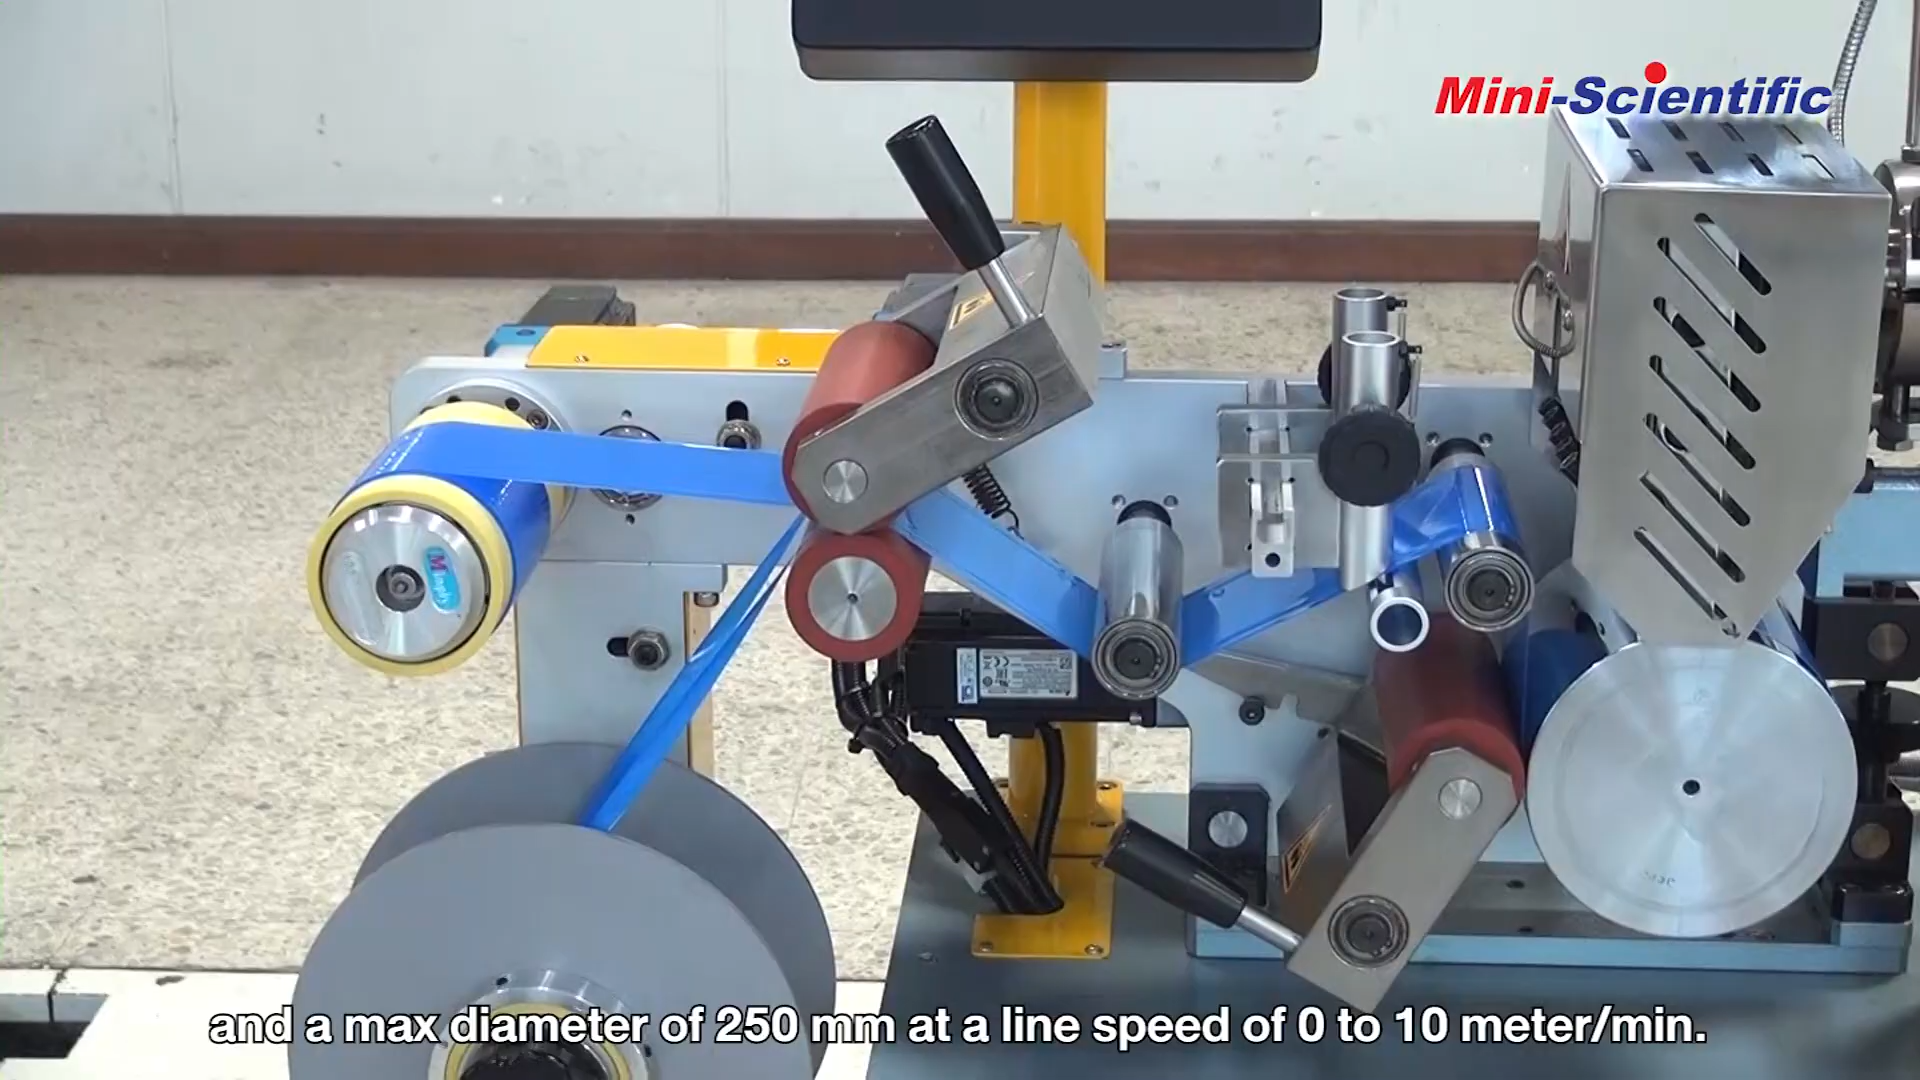 Mini-Scientific
and a max diameter of 250 mm at a line speed of 0 to 10 meter/min.